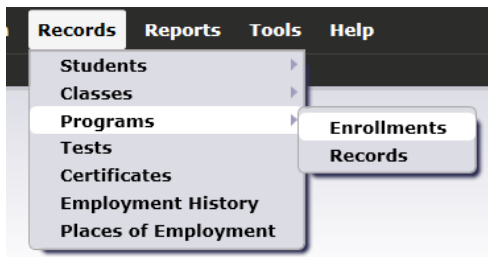 Records Reports Tools Help
Students
Classes
Programs
Enrollments
Records
Tests
Certificates
Employment History
Places of Employment